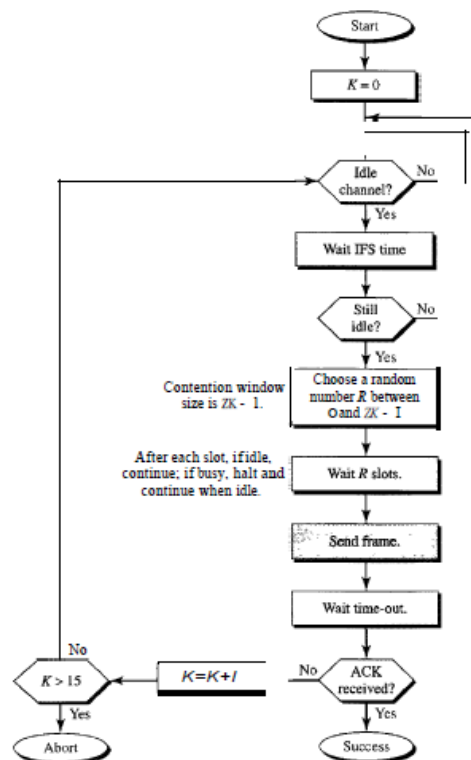 Start
K = 0
Idle
channel?
No
Yes
Wait IFS time
Still
idle?
No
Yes
Contention window
size is ZK - 1.
Choose a random
number R between
O and ZK - I
After each slot, if idle,
continue; if busy, halt and
continue when idle.
Wait R slots.
Send frame.
Wait time-out.
ACK
received?
No
Yes
K=K+I
K > 15
No
Yes
Abort
Success